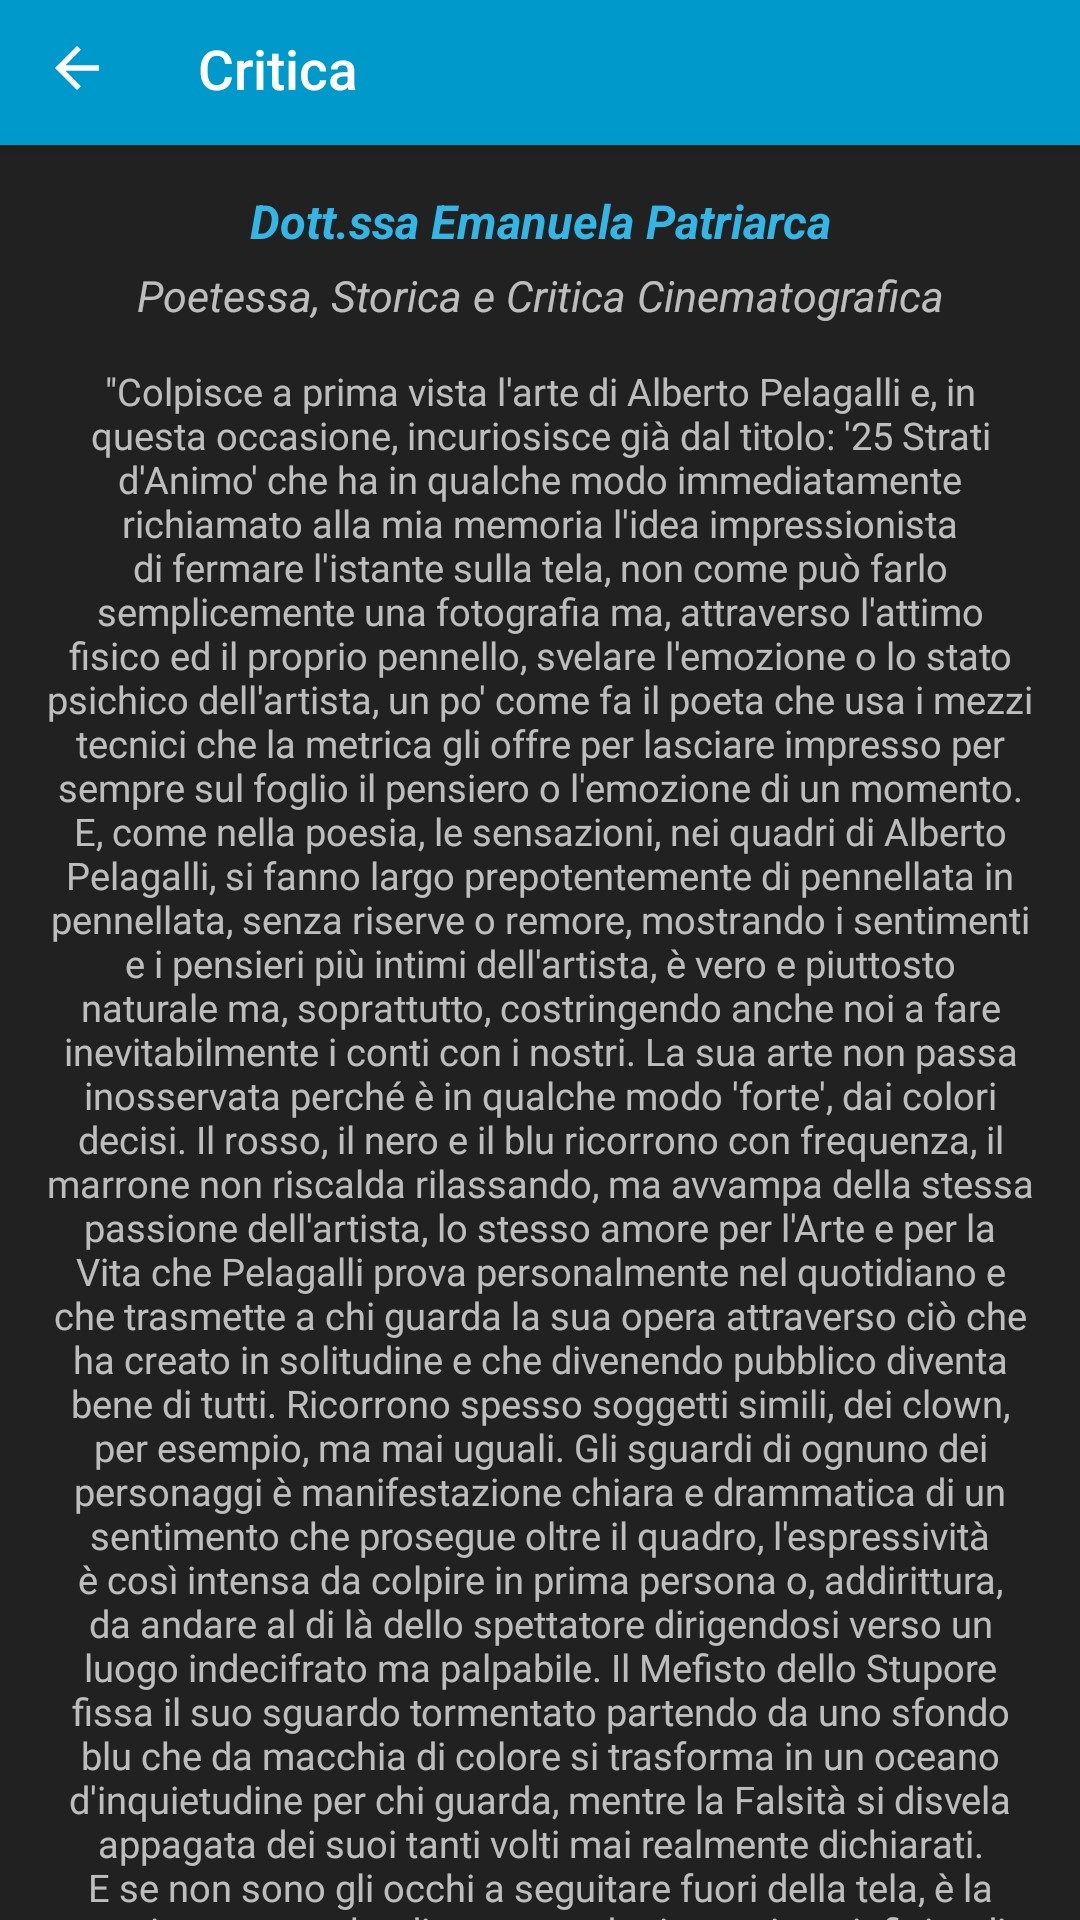 Critica
Dott.ssa Emanuela Patriarca
Poetessa, Storica e Critica Cinematografica
"Colpisce a prima vista l'arte di Alberto Pelagalli e, in
questa occasione, incuriosisce già dal titolo: '25 Strati
d'Animo' che ha in qualche modo immediatamente
richiamato alla mia memoria l'idea impressionista
di fermare l'istante sulla tela, non come può farlo
semplicemente una fotografia ma, attraverso l'attimo
fisico ed il proprio pennello, svelare l'emozione o lo stato
psichico dell'artista, un po' come fa il poeta che usa i mezzi
tecnici che la metrica gli offre per lasciare impresso per
sempre sul foglio il pensiero o l'emozione di un momento.
E, come nella poesia, le sensazioni, nei quadri di Alberto
Pelagalli, si fanno largo prepotentemente di pennellata in
pennellata, senza riserve o remore, mostrando i sentimenti
e i pensieri più intimi dell'artista, è vero e piuttosto
naturale ma, soprattutto, costringendo anche noi a fare
inevitabilmente i conti con i nostri. La sua arte non passa
inosservata perché è in qualche modo 'forte', dai colori
decisi. Il rosso, il nero e il blu ricorrono con frequenza, il
marrone non riscalda rilassando, ma avvampa della stessa
passione dell'artista, lo stesso amore per l'Arte e per la
Vita che Pelagalli prova personalmente nel quotidiano e
che trasmette a chi guarda la sua opera attraverso ciò che
ha creato in solitudine e che divenendo pubblico diventa
bene di tutti. Ricorrono spesso soggetti simili, dei clown,
per esempio, ma mai uguali. Gli sguardi di ognuno dei
personaggi è manifestazione chiara e drammatica di un
sentimento che prosegue oltre il quadro, l'espressività
è così intensa da colpire in prima persona o, addirittura,
da andare al di là dello spettatore dirigendosi verso un
luogo indecifrato ma palpabile. Il Mefisto dello Stupore
fissa il suo sguardo tormentato partendo da uno sfondo
blu che da macchia di colore si trasforma in un oceano
d'inquietudine per chi guarda, mentre la Falsità si disvela
appagata dei suoi tanti volti mai realmente dichiarati.
E se non sono gli occhi a seguitare fuori della tela, è la